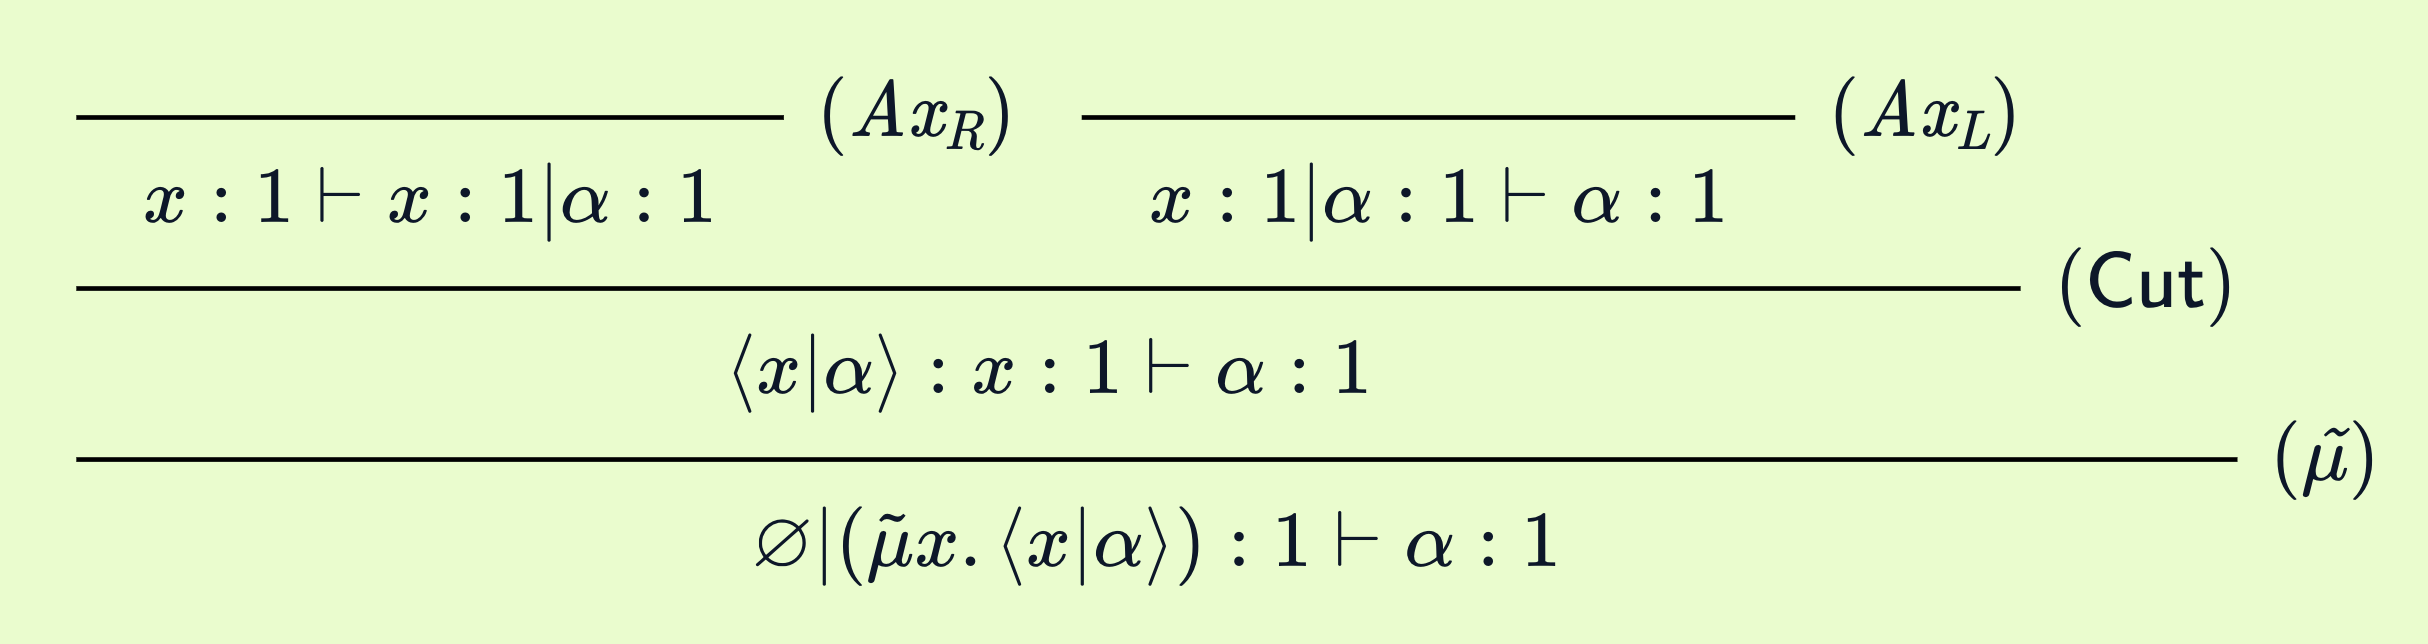 (Ax_R) (Ax_L)
x : 1 ⊢ x : 1|α : 1 x : 1|α : 1 ⊢ α : 1
(Cut)
⟨x|α⟩ : x : 1 ⊢ α : 1
(μ̃)
∅|(μ̃x.⟨x|α⟩) : 1 ⊢ α : 1